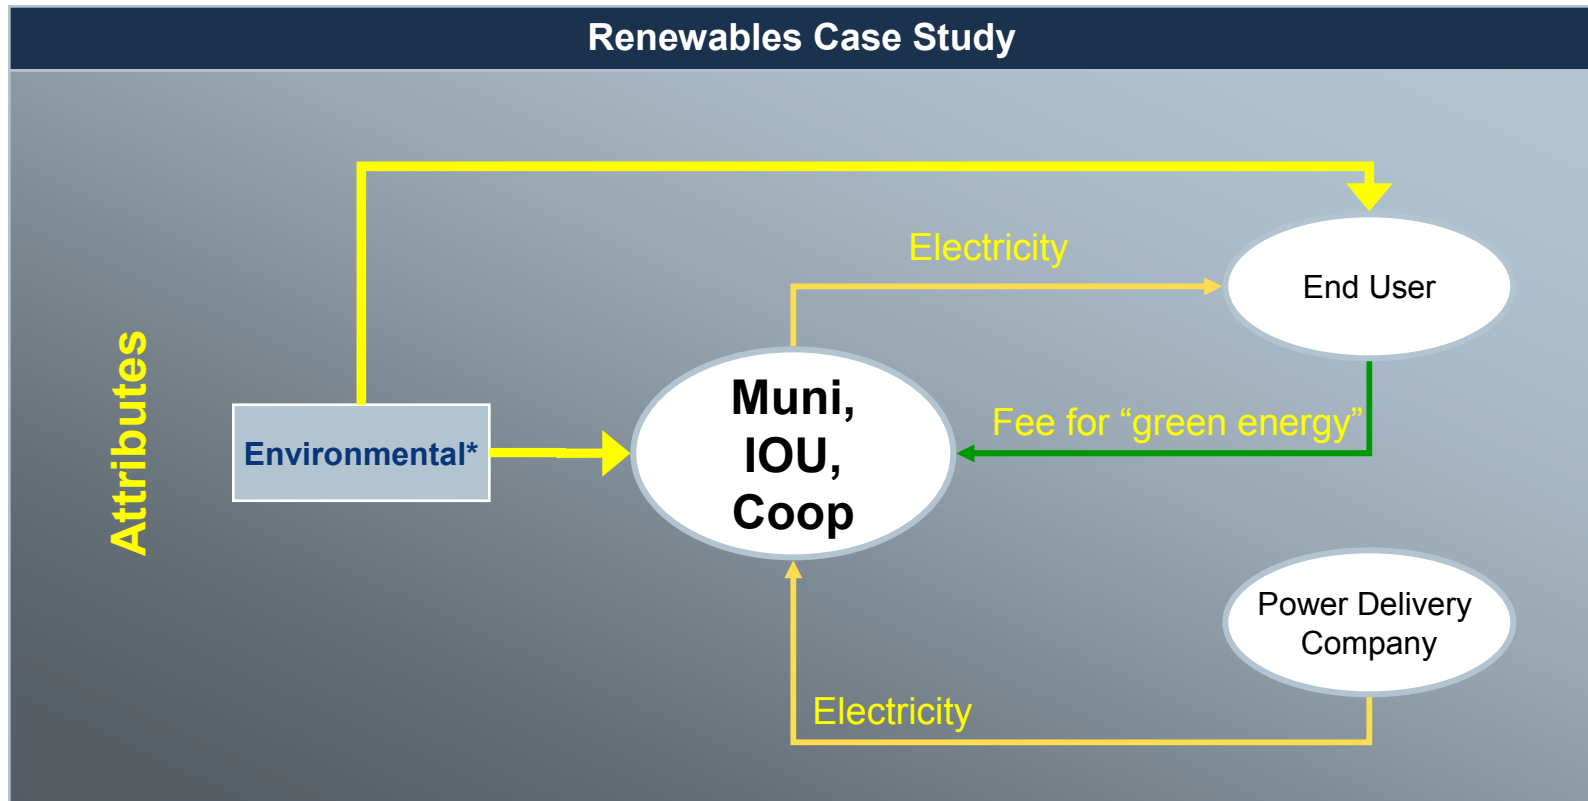 Renewables Case Study
Electricity
End User
Attributes
Environmental*
Muni,
IOU,
Coop
Fee for “green energy”
Power Delivery
Company
Electricity